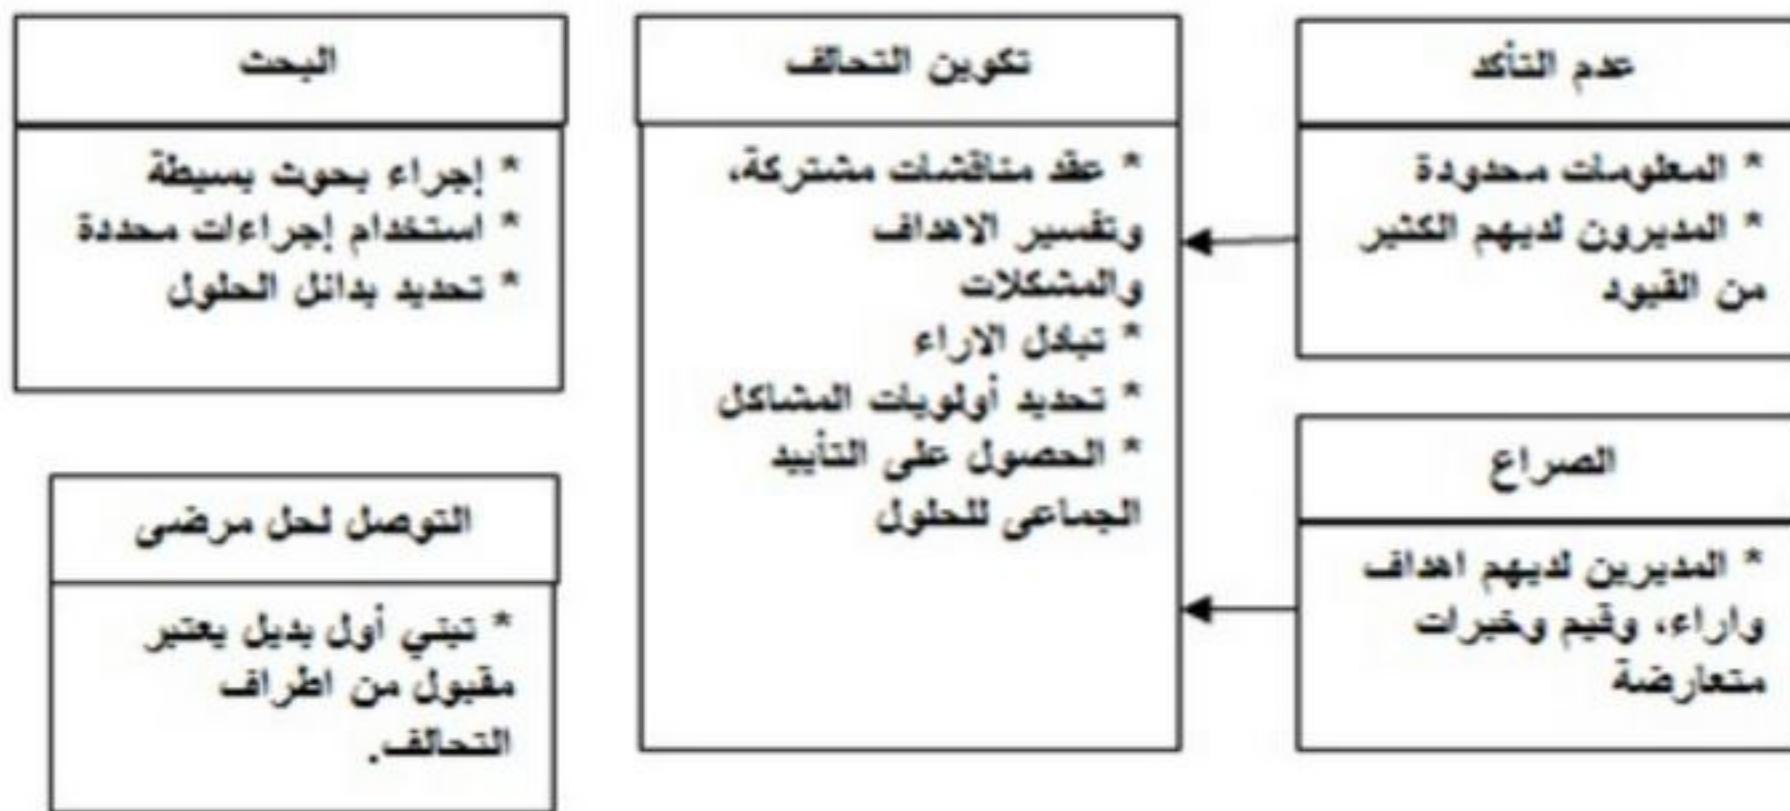 عدم التأكد
* المعلومات محدودة
* المديرون لديهم الكثير
من القيود
الصراع
* المديرين لديهم اهداف
واراء، وقيم وخبرات
متعارضة
تكوين التحالف
* عقد مناقشات مشتركة،
وتفسير الاهداف
والمشكلات
* تبادل الاراء
* تحديد أولويات المشاكل
* الحصول على التأييد
الجماعى للحلول
البحث
* إجراء بحوث بسيطة
* استخدام إجراءات محددة
* تحديد بدائل الحلول
التوصل لحل مرضى
* تبني أول بديل يعتبر
مقبول من اطراف
التحالف.